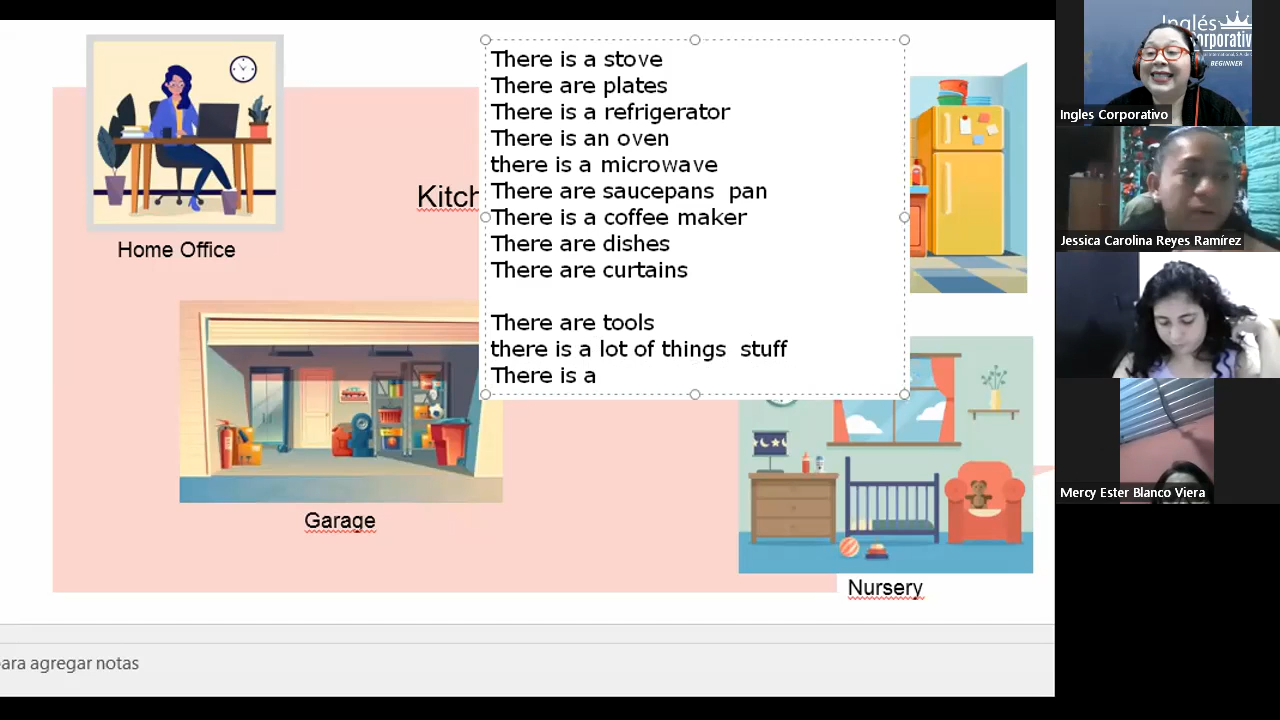 There is a stove
There are plates
There is a refrigerator
There is an oven
there is a microwave
There are saucepans pan
There is a coffee maker
There are dishes
There are curtains
There are tools
there is a lot of things stuff
There is a
Kitch
Home Office
Garage
Nursery
para agregar notas
Inglés
Corporativo
BEGINNER
Ingles Corporativo
Jessica Carolina Reyes Ramírez
Mercy Ester Blanco Viera